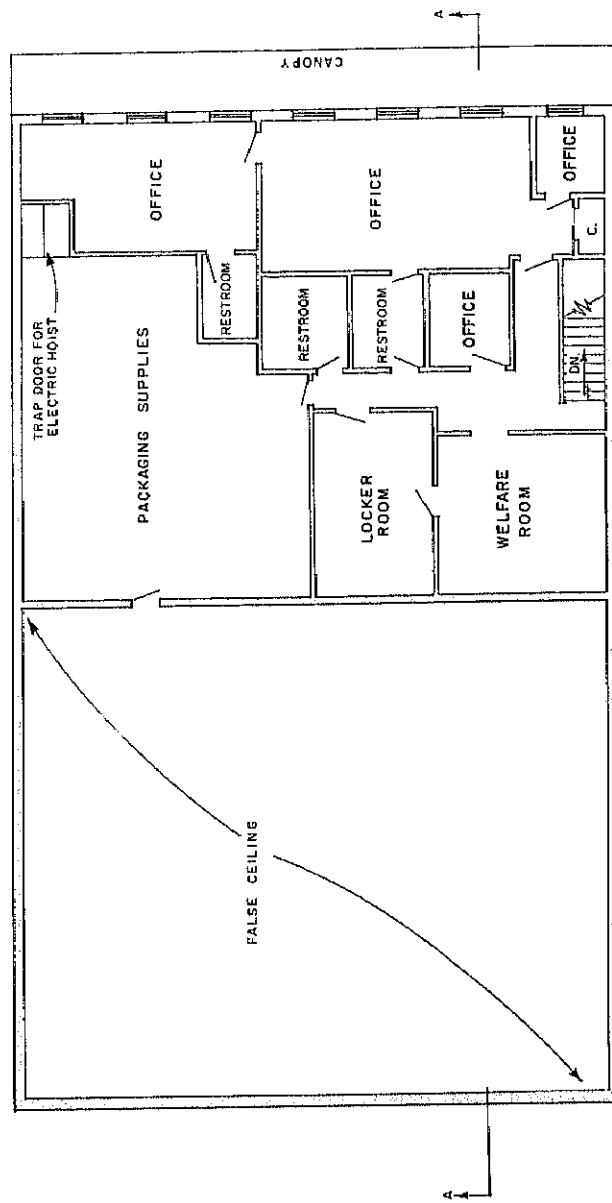 A
CANOPY
TRAP DOOR FOR
ELECTRIC HOIST
OFFICE
OFFICE
OFFICE
C.
RESTROOM
RESTROOM
RESTROOM
OFFICE
DN.
PACKAGING SUPPLIES
LOCKER
ROOM
WELFARE
ROOM
FALSE CEILING
A